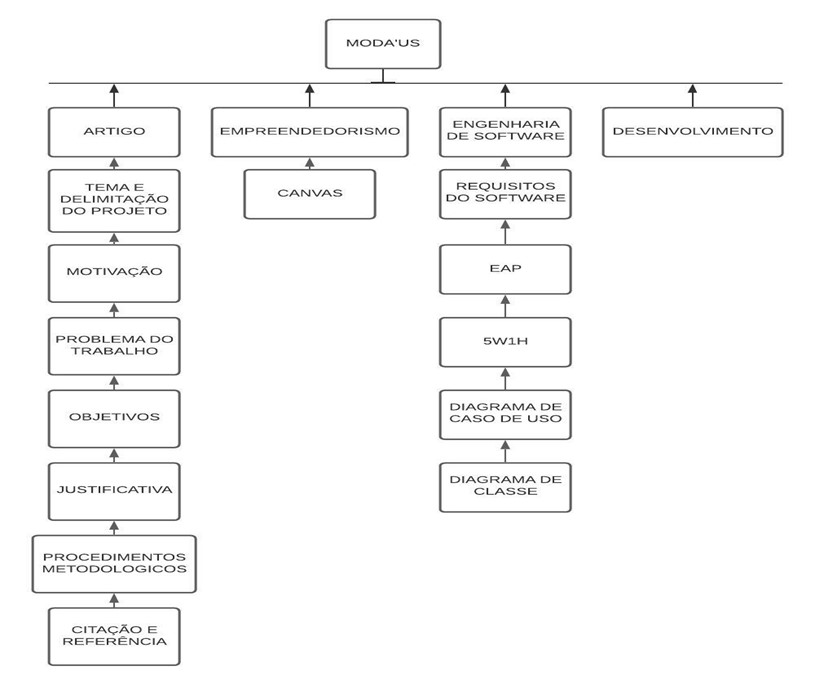 MODA'US
ARTIGO
TEMA E
DELIMITAÇÃO
DO PROJETO
MOTIVAÇÃO
PROBLEMA DO
TRABALHO
OBJETIVOS
JUSTIFICATIVA
PROCEDIMENTOS
METODOLOGICOS
CITAÇÃO E
REFERÊNCIA
EMPREENDEDORISMO
CANVAS
ENGENHARIA
DE SOFTWARE
REQUISITOS
DO SOFTWARE
EAP
5W1H
DIAGRAMA DE
CASO DE USO
DIAGRAMA DE
CLASSE
DESENVOLVIMENTO